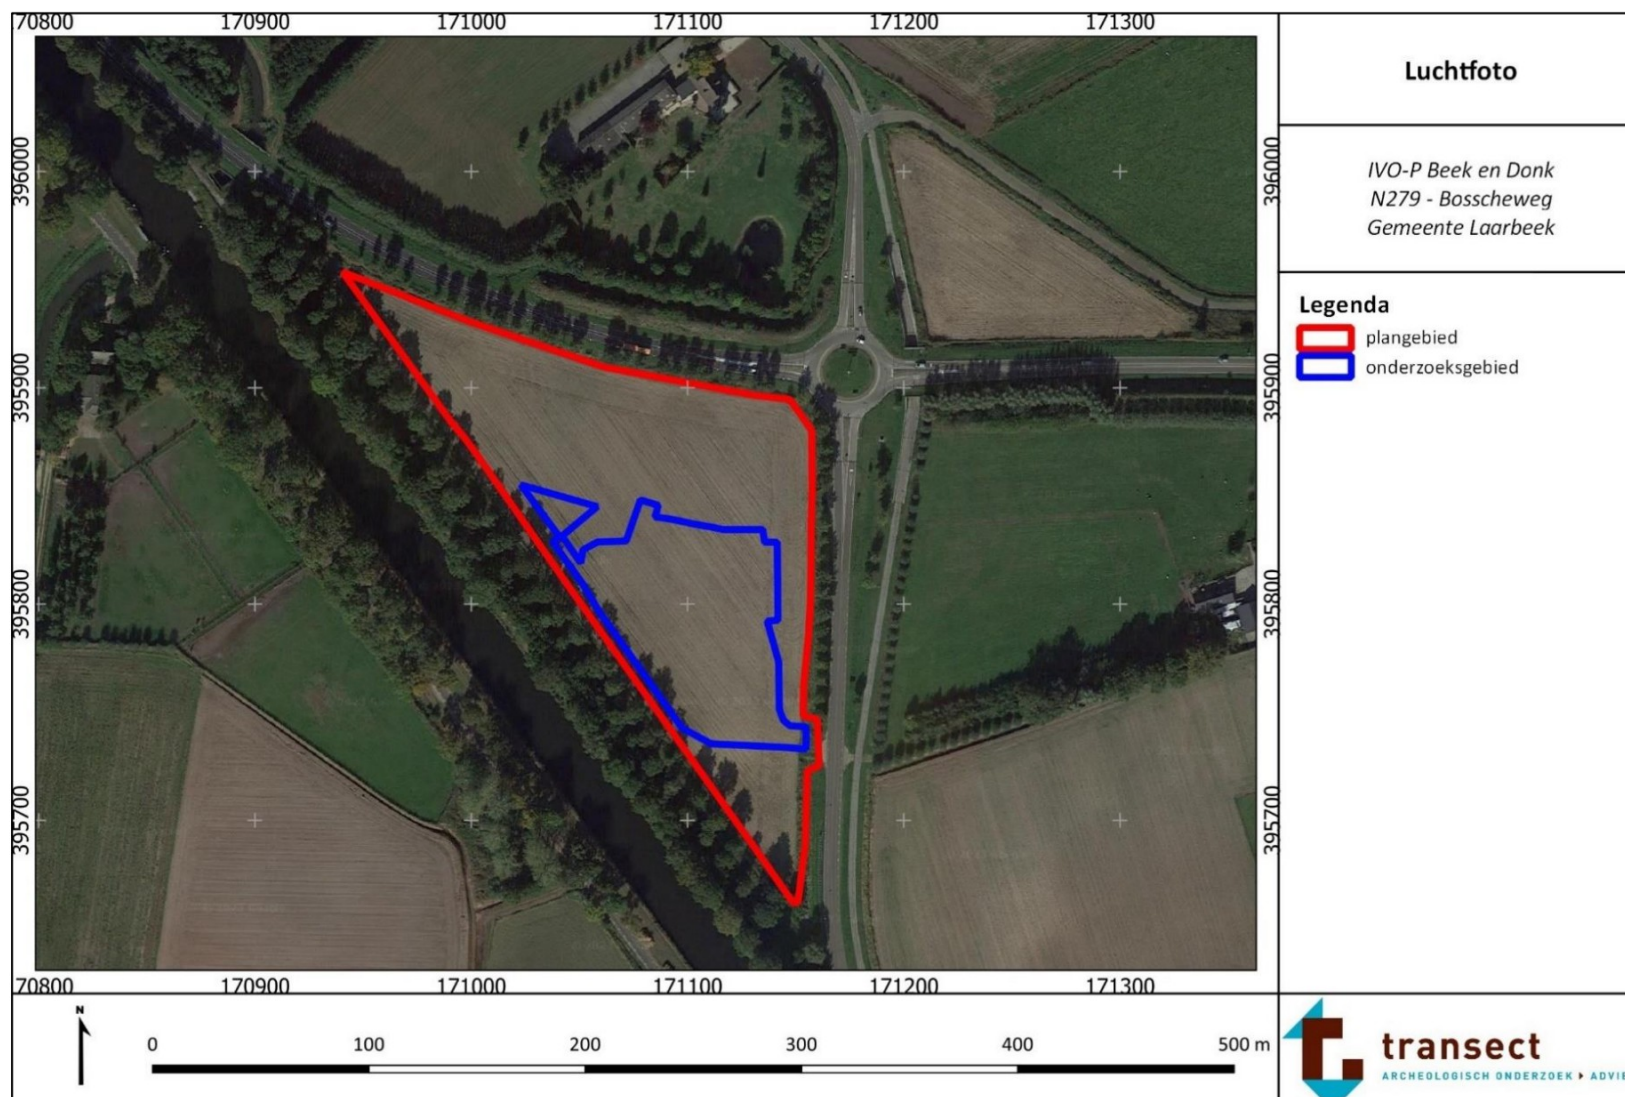 70800 170900 171000 171100 171200 171300
Luchtfoto
IVO-P Beek en Donk
N279 - Bosscheweg
Gemeente Laarbeek
Legenda
plangebied
onderzoeksgebied
396000
395900
395800
395700
396000
395900
395800
395700
70800 170900 171000 171100 171200 171300
N
0 100 200 300 400 500 m
transect
ARCHEOLOGISCH ONDERZOEK ADVIE